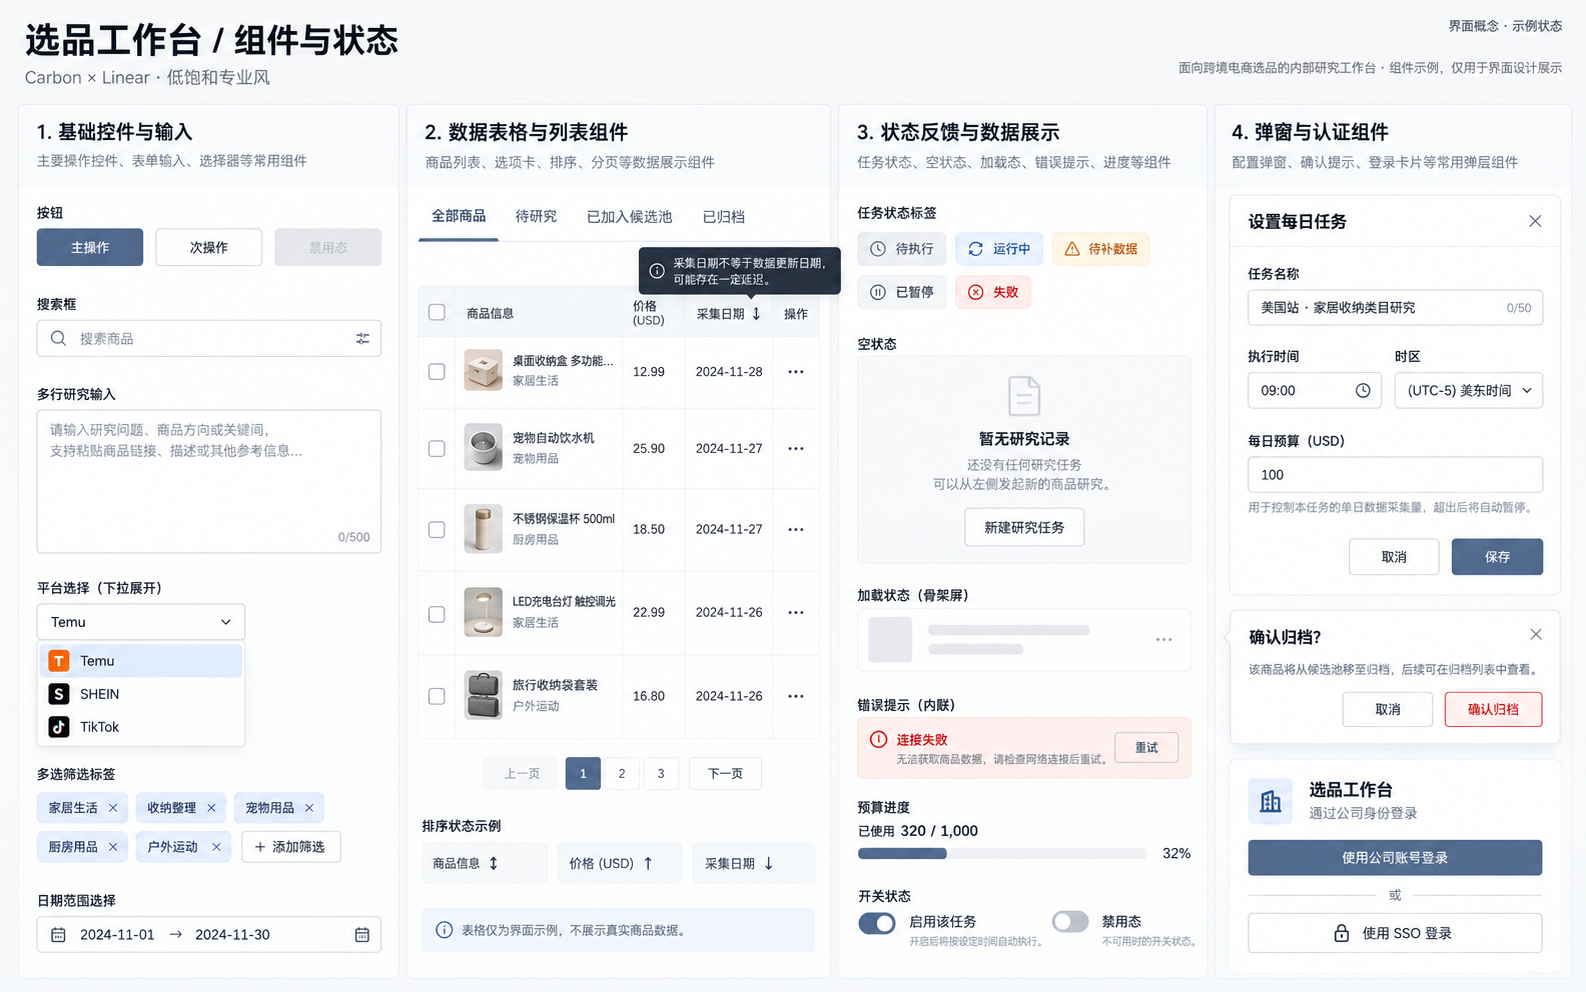 选品工作台 / 组件与状态
Carbon × Linear · 低饱和专业风
界面概念 · 示例状态
面向跨境电商选品的内部研究工作台 · 组件示例，仅用于界面设计展示
1. 基础控件与输入
主要操作控件、表单输入、选择器等常用组件
按钮
主操作
次操作
禁用态
搜索框
搜索商品
多行研究输入
请输入研究问题、商品方向或关键间，
支持粘贴商品链接、描述或其他参考信息...
0/500
平台选择（下拉展开）
Temu
Temu
SHEIN
TikTok
多选筛选标签
家居生活 ×
收纳整理 ×
宠物用品 ×
厨房用品 ×
户外运动 ×
+ 添加筛选
日期范围选择
2024-11-01 → 2024-11-30
2. 数据表格与列表组件
商品列表、选项卡、排序、分页等数据展示组件
全部商品
待研究
已加入候选池
已归档
采集日期不等于数据更新日期，
可能存在一定延迟。
商品信息
价格
(USD)
采集日期 ↕
操作
桌面收纳盒 多功能...
家居生活
12.99
2024-11-28
宠物自动饮水机
宠物用品
25.90
2024-11-27
不锈钢保温杯 500ml
厨房用品
18.50
2024-11-27
LED充电台灯 触控调光
家居生活
22.99
2024-11-26
旅行收纳袋套装
户外运动
16.80
2024-11-26
上一页
1
2
3
下一页
排序状态示例
商品信息 ↕
价格 (USD) ↑
采集日期 ↓
表格仅为界面示例，不展示真实商品数据。
3. 状态反馈与数据展示
任务状态、空状态、加载态、错误提示、进度等组件
任务状态标签
待执行
运行中
待补数据
已暂停
失败
空状态
暂无研究记录
还没有任何研究任务
可以从左侧发起新的商品研究。
新建研究任务
加载状态（骨架屏）
错误提示（内联）
连接失败
无法获取商品数据，请检查网络连接后重试。
重试
预算进度
已使用 320 / 1,000
32%
开关状态
启用该任务
开启后将按设定时间自动执行。
禁用态
不可用时的开关状态。
4. 弹窗与认证组件
配置弹窗、确认提示、登录卡片等常用弹层组件
设置每日任务
任务名称
美国站 · 家居收纳类目研究
0/50
执行时间
时区
09:00
(UTC-5) 美东时间
每日预算（USD）
100
用于控制本任务的单日数据采集量，超出后将自动暂停。
取消
保存
确认归档?
该商品将从候选池移至归档，后续可在归档列表中查看。
取消
确认归档
选品工作台
通过公司身份登录
使用公司账号登录
或
使用 SSO 登录